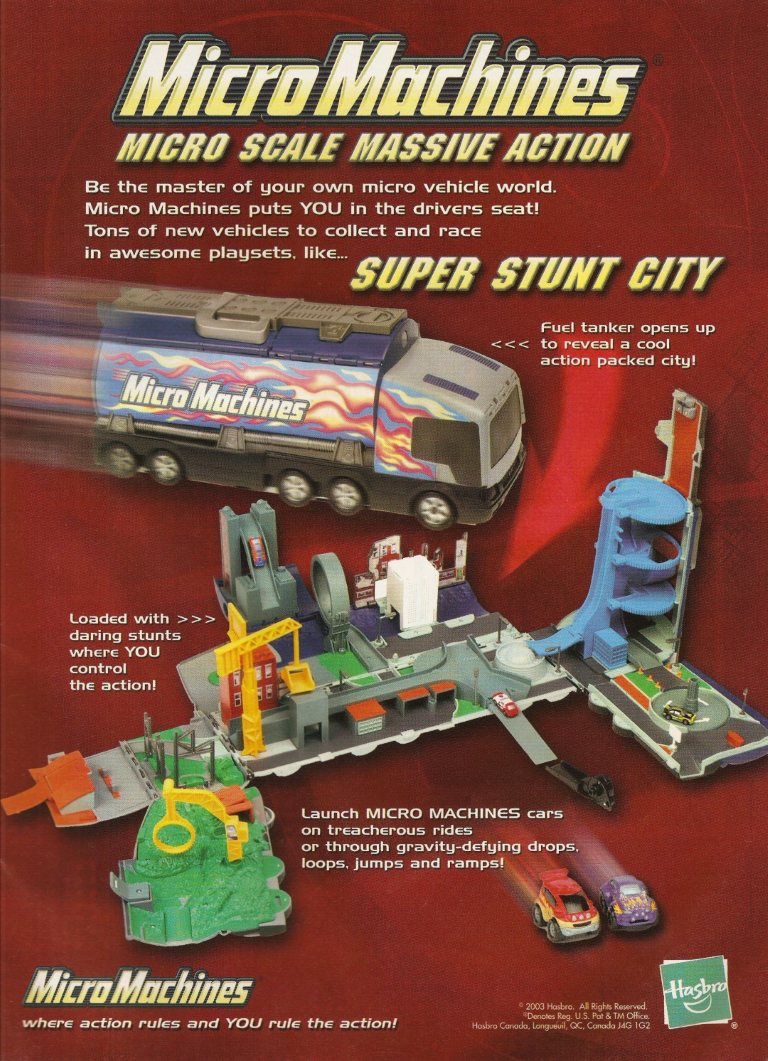 Micro Machines®
MICRO SCALE MASSIVE ACTION
Be the master of your own micro vehicle world.
Micro Machines puts YOU in the drivers seat!
Tons of new vehicles to collect and race
in awesome playsets, like...
SUPER STUNT CITY
Fuel tanker opens up
<<< to reveal a cool
action packed city!
Micro Machines
Loaded with >>>
daring stunts
where YOU
control
the action!
Launch MICRO MACHINES cars
on treacherous rides
or through gravity-defying drops,
loops, jumps and ramps!
Micro Machines
where action rules and YOU rule the action!
© 2003 Hasbro. All Rights Reserved.
®Denotes Reg. U.S. Pat & TM Office.
Hasbro Canada, Longueuil, QC, Canada J4G 1G2
Hasbro®